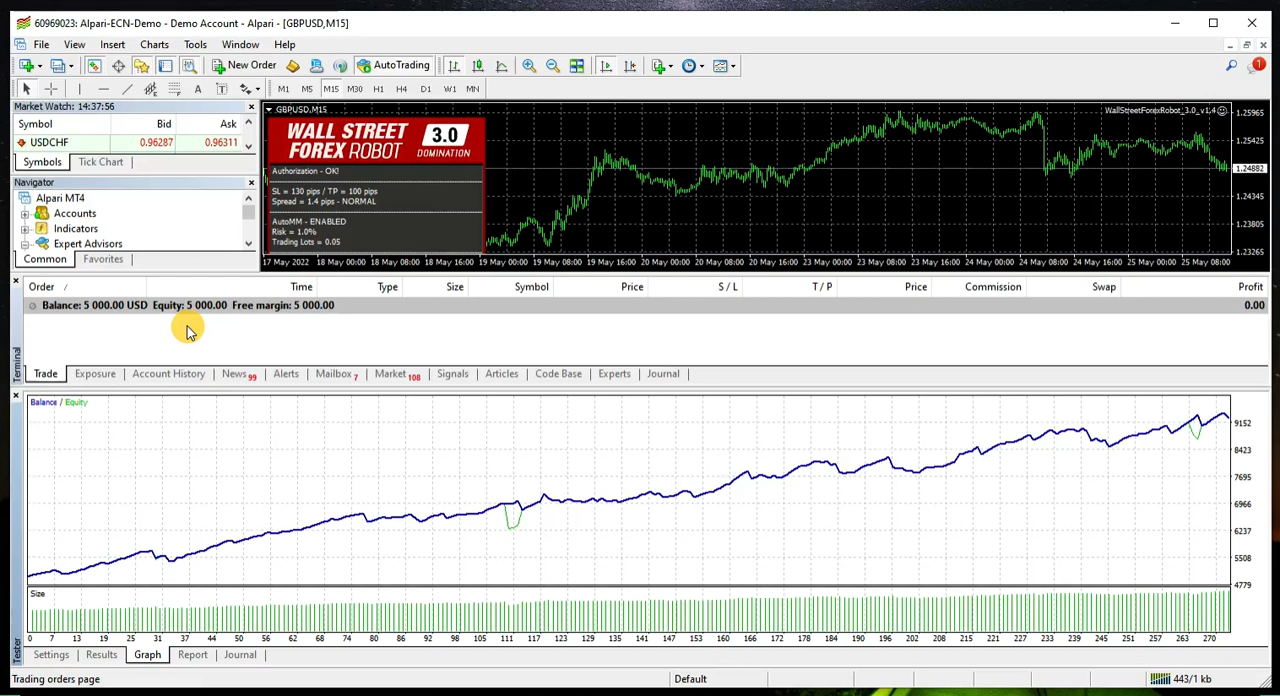 60969023: Alpari-ECN-Demo - Demo Account - Alpari - [GBPUSD,M15]
File View Insert Charts Tools Window Help
New Order AutoTrading 1
A T M1 M5 M15 M30 H1 H4 D1 W1 MN
Market Watch: 14:37:56
Symbol Bid Ask
USDCHF 0.96287 0.96311
Symbols Tick Chart
Navigator
Alpari MT4
Accounts
Indicators
Expert Advisors
Common Favorites
GBPUSD,M15
WallStreetForexRobot_3.0_v1.4
WALL STREET
FOREX ROBOT
3.0
DOMINATION
Authorization - OK!
SL = 130 pips / TP = 100 pips
Spread = 1.4 pips - NORMAL
AutoMM - ENABLED
Risk = 1.0%
Trading Lots = 0.05
1.25965
1.25425
1.24882
1.24345
1.23805
1.23265
17 May 2022 18 May 00:00 18 May 08:00 18 May 16:00 19 May 00:00 19 May 08:00 19 May 16:00 20 May 00:00 20 May 08:00 20 May 16:00 23 May 00:00 23 May 08:00 23 May 16:00 24 May 00:00 24 May 08:00 24 May 16:00 25 May 00:00 25 May 08:00
Order / Time Type Size Symbol Price S / L T / P Price Commission Swap Profit
Balance: 5 000.00 USD Equity: 5 000.00 Free margin: 5 000.00 0.00
Terminal
Trade Exposure Account History News 99 Alerts Mailbox 7 Market 108 Signals Articles Code Base Experts Journal
Balance / Equity
9152
8423
7695
6966
6237
5508
4779
Size
0 7 13 19 25 31 37 44 50 56 62 68 74 80 86 92 98 105 111 117 123 129 135 141 147 153 160 166 172 178 184 190 196 202 208 215 221 227 233 239 245 251 257 263 270
Tester
Settings Results Graph Report Journal
Trading orders page Default 443/1 kb